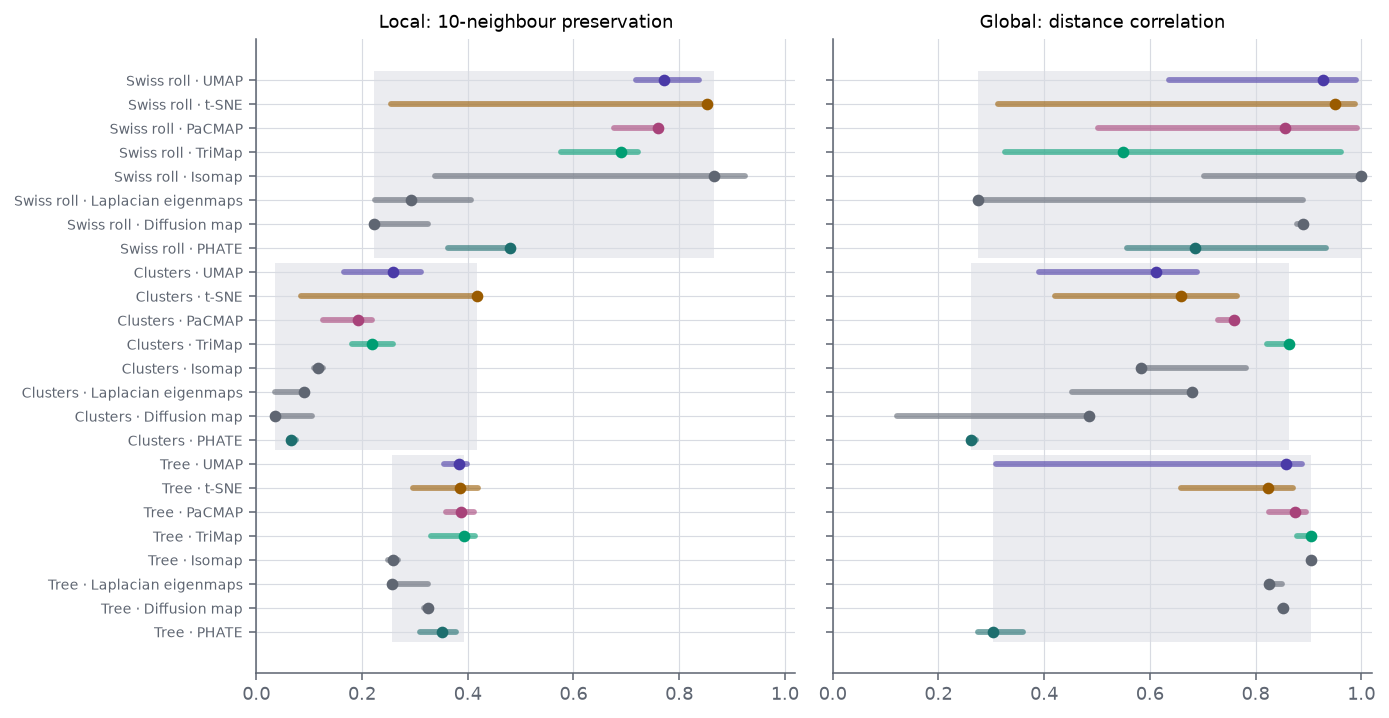 Local: 10-neighbour preservation
Global: distance correlation
Swiss roll · UMAP
Swiss roll · t-SNE
Swiss roll · PaCMAP
Swiss roll · TriMap
Swiss roll · Isomap
Swiss roll · Laplacian eigenmaps
Swiss roll · Diffusion map
Swiss roll · PHATE
Clusters · UMAP
Clusters · t-SNE
Clusters · PaCMAP
Clusters · TriMap
Clusters · Isomap
Clusters · Laplacian eigenmaps
Clusters · Diffusion map
Clusters · PHATE
Tree · UMAP
Tree · t-SNE
Tree · PaCMAP
Tree · TriMap
Tree · Isomap
Tree · Laplacian eigenmaps
Tree · Diffusion map
Tree · PHATE
0.0 0.2 0.4 0.6 0.8 1.0
0.0 0.2 0.4 0.6 0.8 1.0